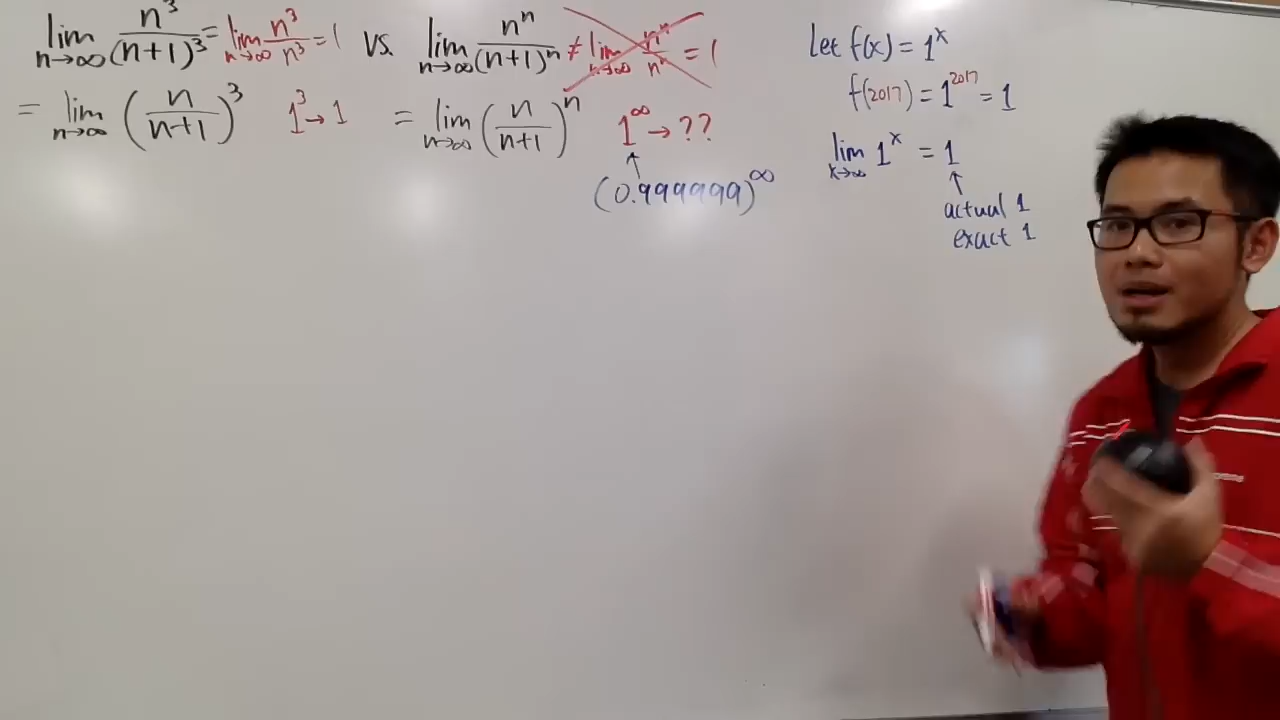 lim n→∞ n³/(n+1)³ = lim n→∞ n³/n³ = 1 vs. lim n→∞ nⁿ/(n+1)ⁿ ≠ lim n→∞ nⁿ/nⁿ = 1
= lim n→∞ (n/(n+1))³ 1³→1 = lim n→∞ (n/(n+1))ⁿ 1^∞ → ??
↑
(0.999999)^∞
Let f(x) = 1^x
f(2017) = 1^2017 = 1
lim x→∞ 1^x = 1
↑
actual 1
exact 1